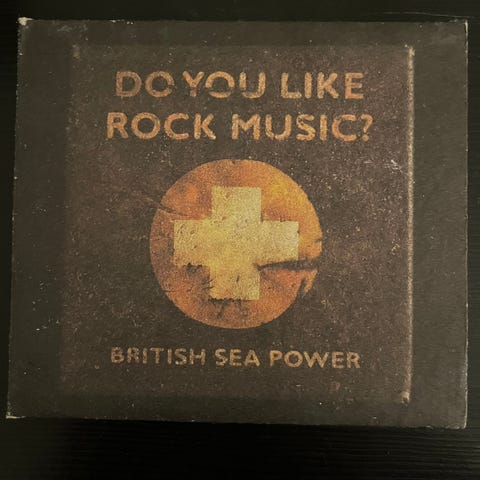 DO YOU LIKE
ROCK MUSIC?
BRITISH SEA POWER